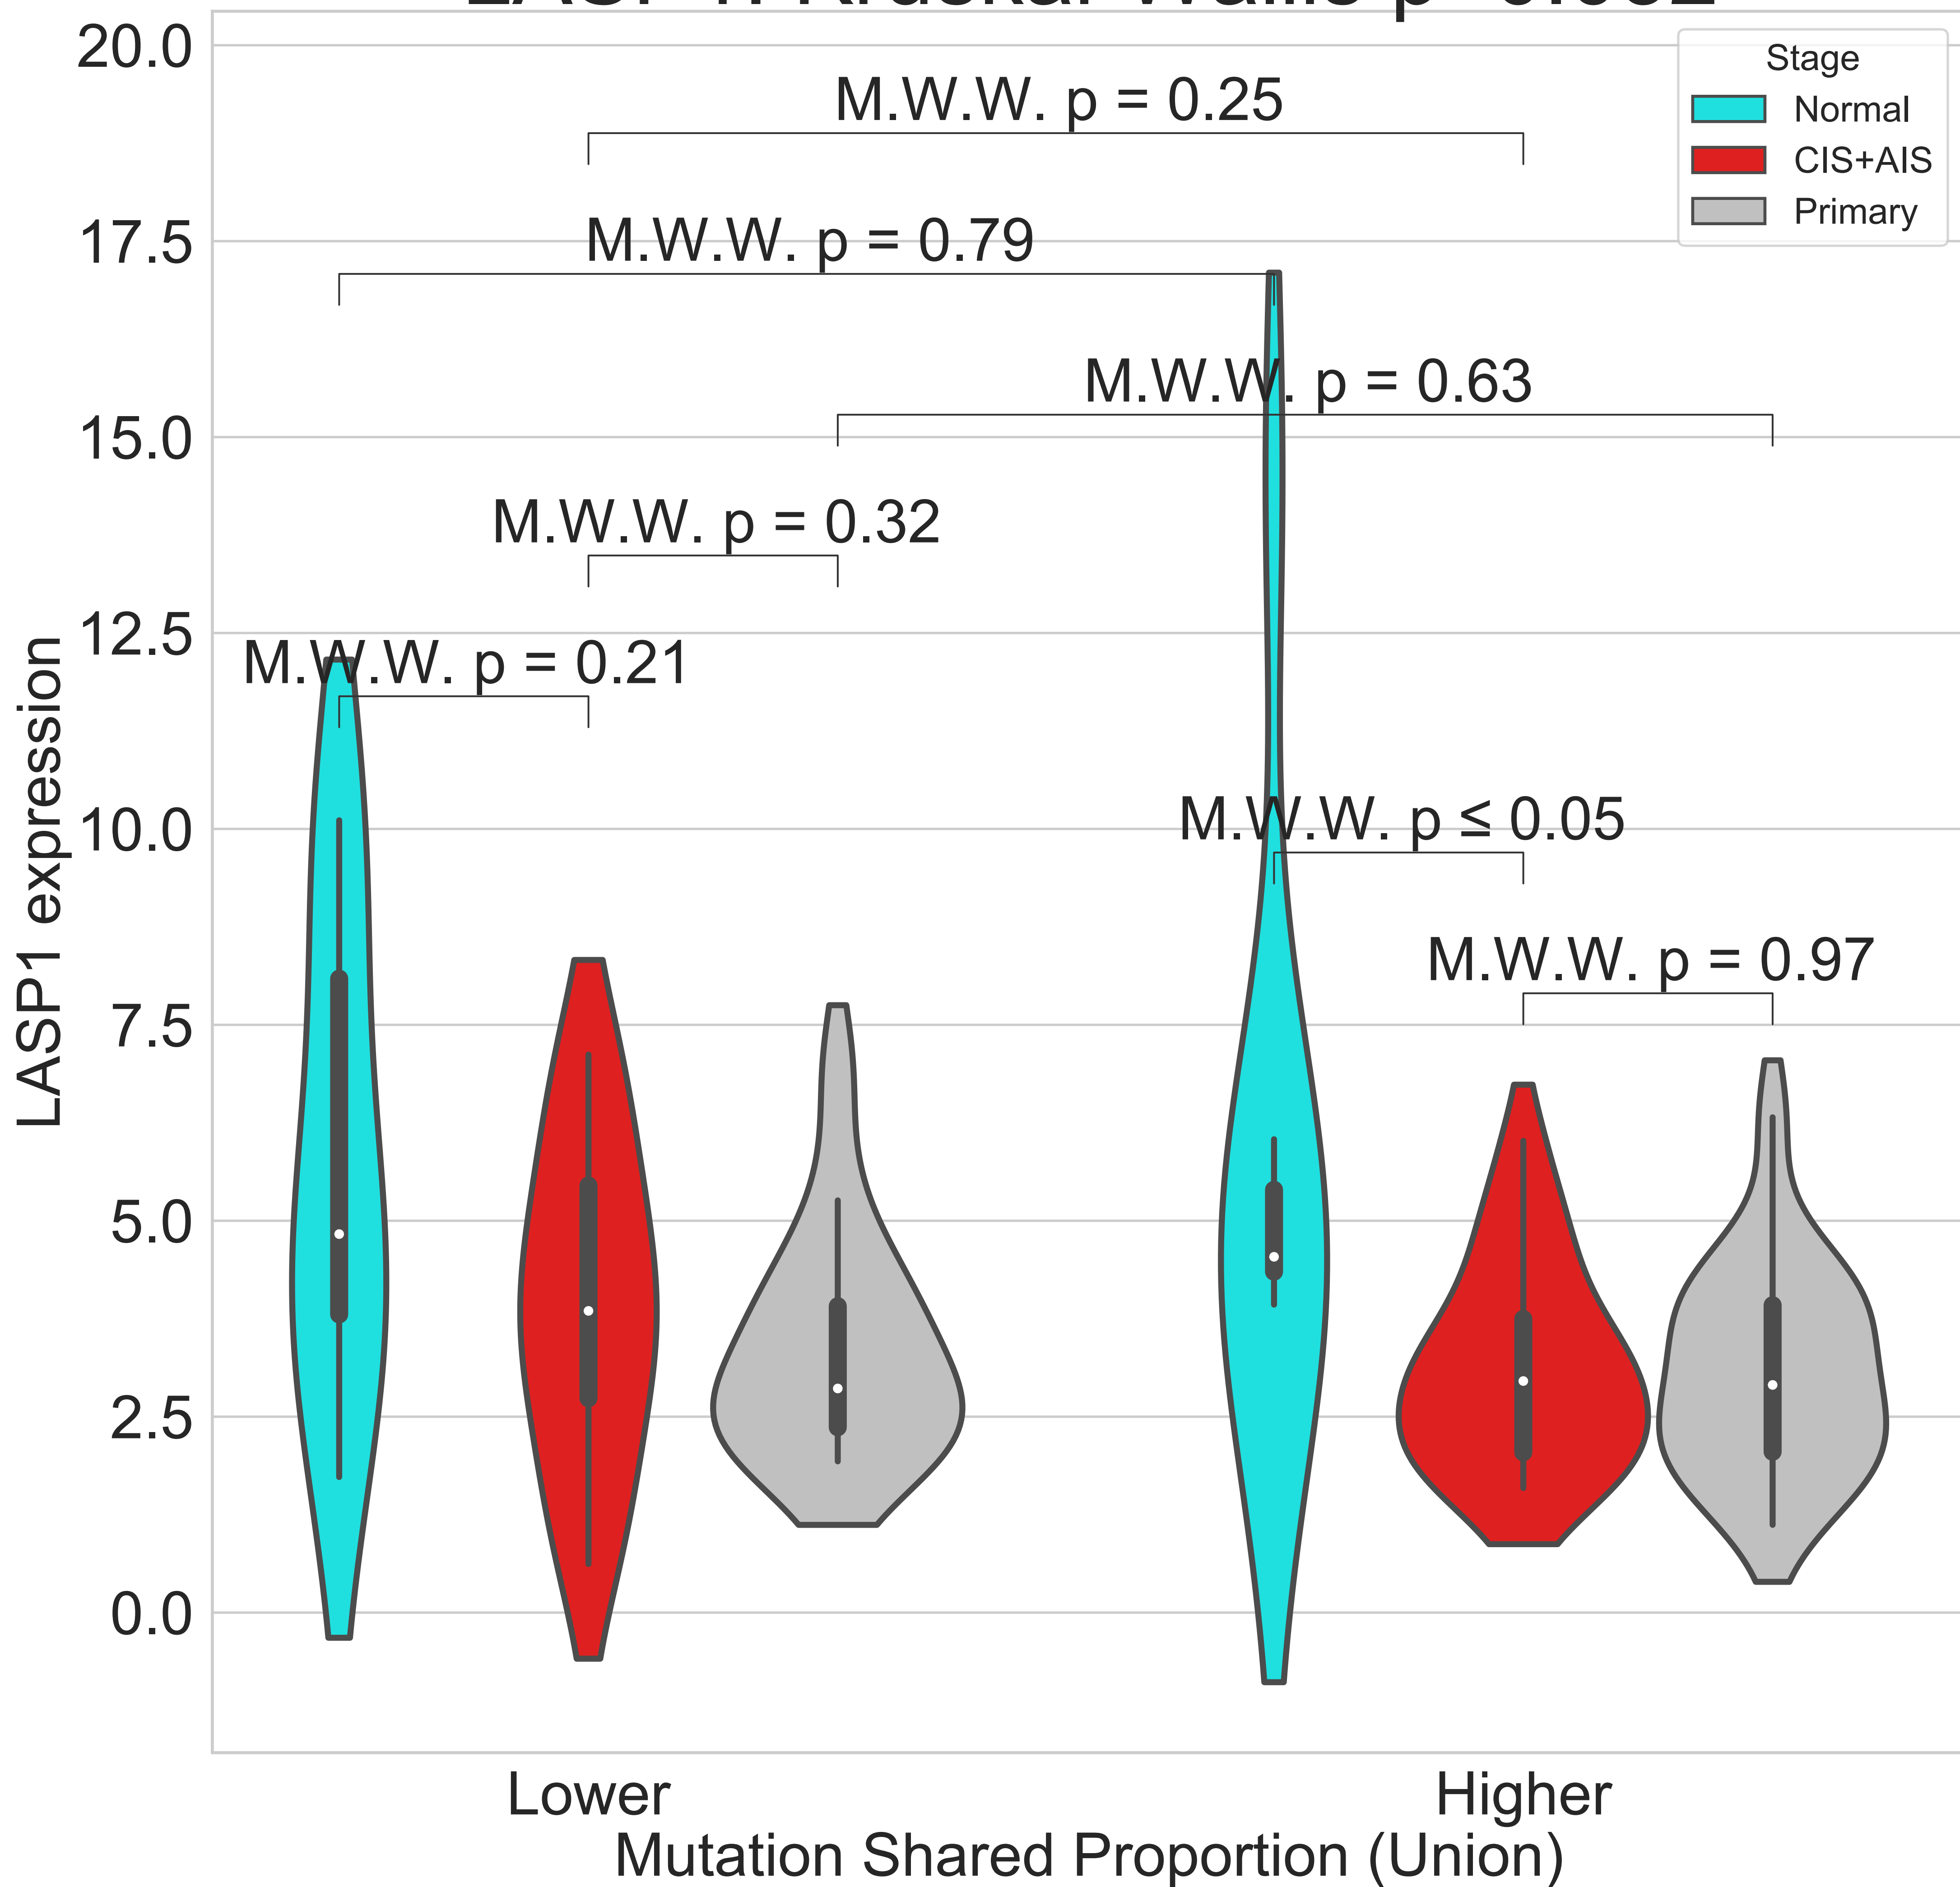 20.0
17.5
15.0
12.5
10.0
7.5
5.0
2.5
0.0
LASP1 expression
Stage
Normal
CIS+AIS
Primary
M.W.W. p = 0.25
M.W.W. p = 0.79
M.W.W. p = 0.63
M.W.W. p = 0.32
M.W.W. p = 0.21
M.W.W. p ≤ 0.05
M.W.W. p = 0.97
Lower
Higher
Mutation Shared Proportion (Union)